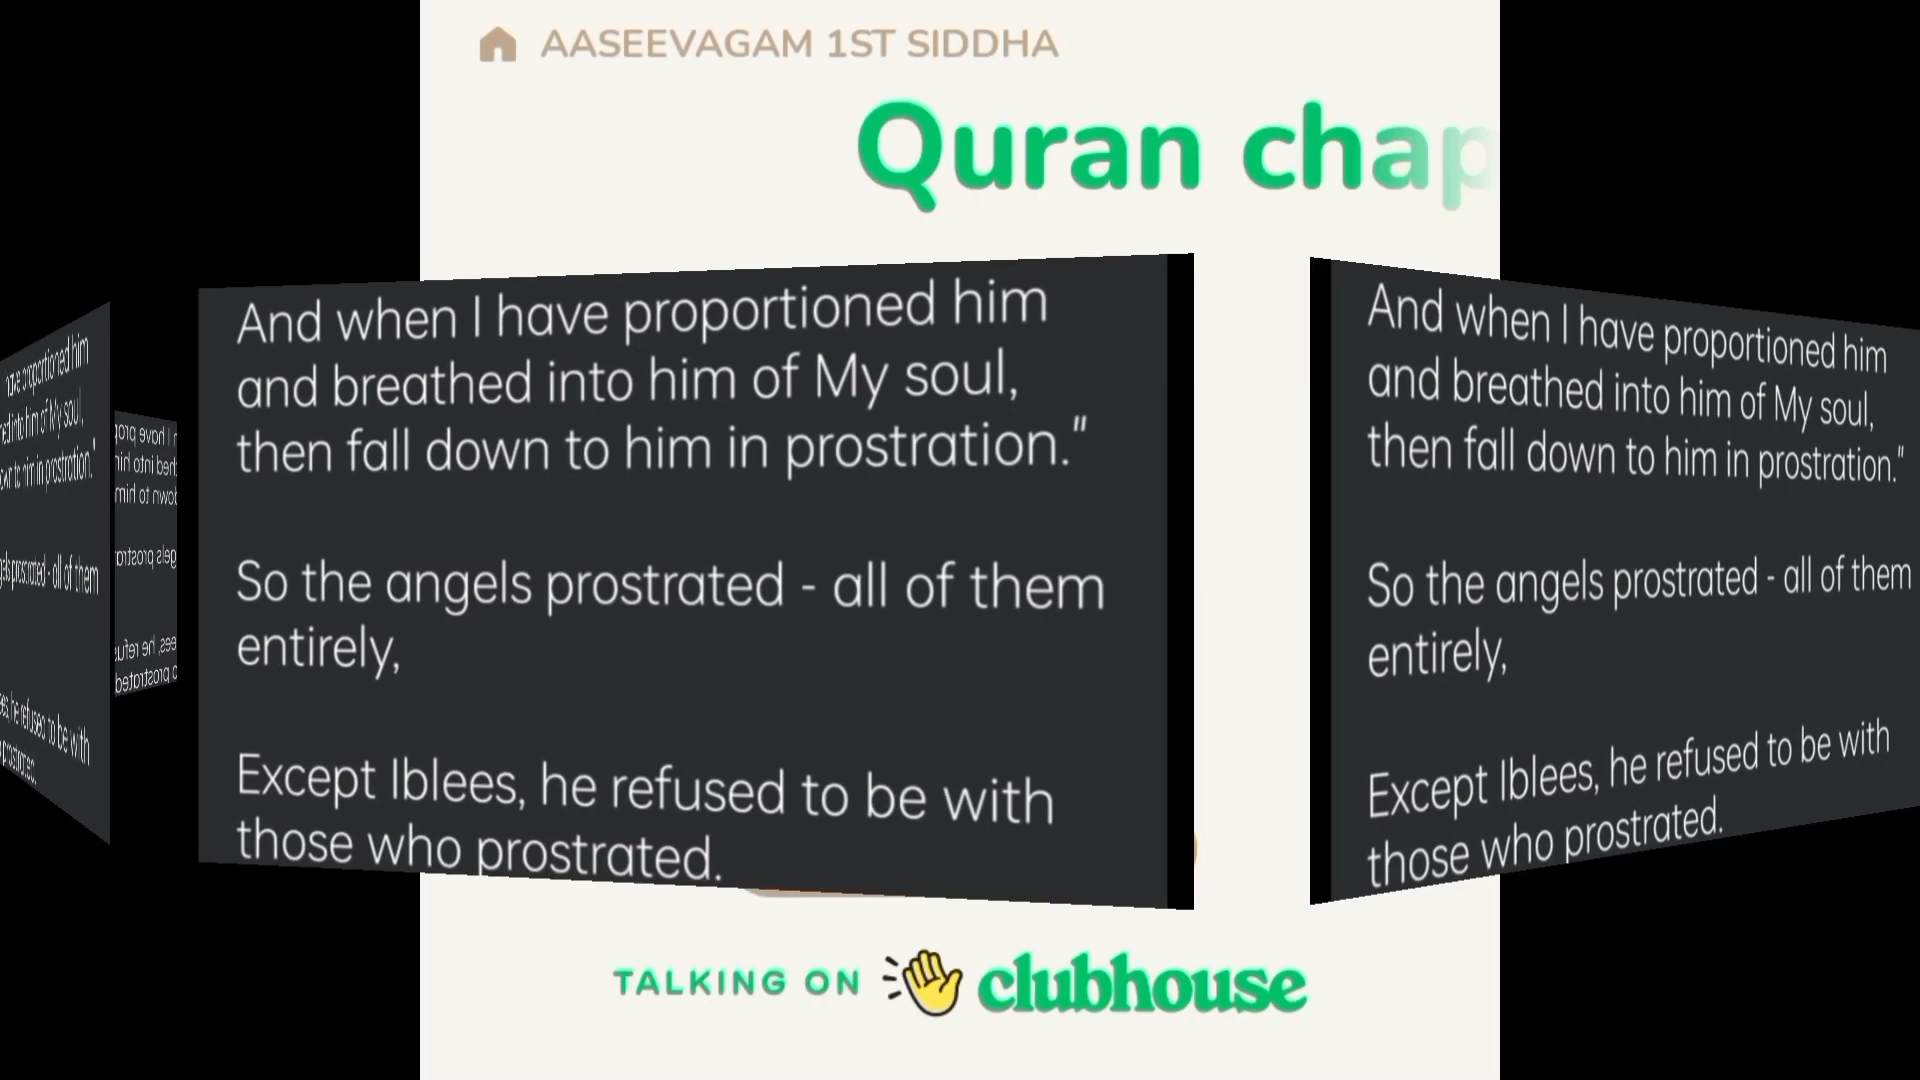 AASEEVAGAM 1ST SIDDHA
Quran chap
And when I have proportioned him
and breathed into him of My soul,
then fall down to him in prostration."
So the angels prostrated - all of them
entirely,
Except Iblees, he refused to be with
those who prostrated.
And when I have proportioned him
and breathed into him of My soul,
then fall down to him in prostration."
So the angels prostrated - all of them
entirely,
Except Iblees, he refused to be with
those who prostrated.
TALKING ON clubhouse